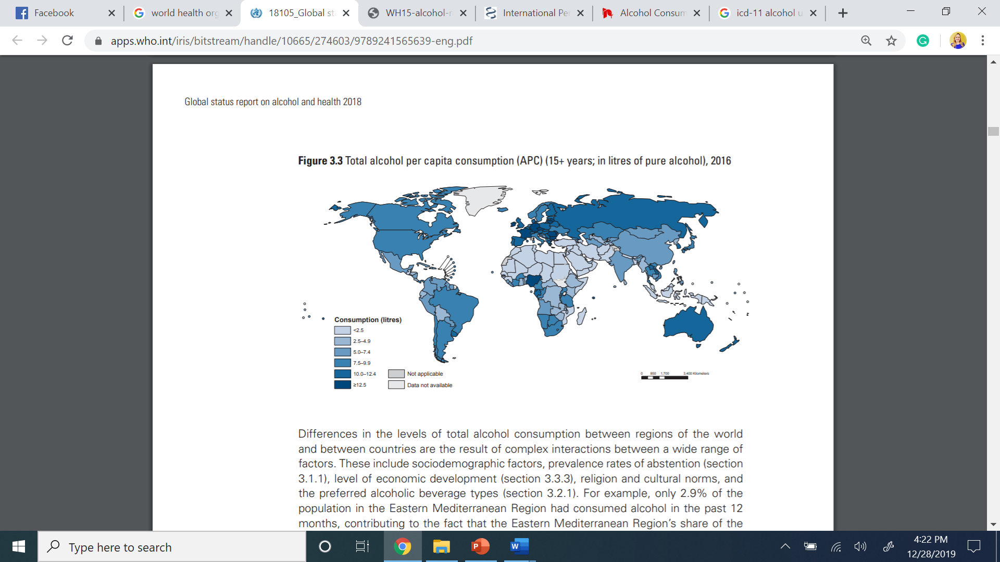 Facebook
world health org
18105_Global st
WH15-alcohol-r
International Per
Alcohol Consum
icd-11 alcohol u
apps.who.int/iris/bitstream/handle/10665/274603/9789241565639-eng.pdf
Global status report on alcohol and health 2018
Figure 3.3 Total alcohol per capita consumption (APC) (15+ years; in litres of pure alcohol), 2016
Consumption (litres)
<2.5
2.5–4.9
5.0–7.4
7.5–9.9
10.0–12.4
≥12.5
Not applicable
Data not available
0 850 1,700 3,400 Kilometers
Differences in the levels of total alcohol consumption between regions of the world
and between countries are the result of complex interactions between a wide range of
factors. These include sociodemographic factors, prevalence rates of abstention (section
3.1.1), level of economic development (section 3.3.3), religion and cultural norms, and
the preferred alcoholic beverage types (section 3.2.1). For example, only 2.9% of the
population in the Eastern Mediterranean Region had consumed alcohol in the past 12
months, contributing to the fact that the Eastern Mediterranean Region's share of the
Type here to search
4:22 PM
12/28/2019